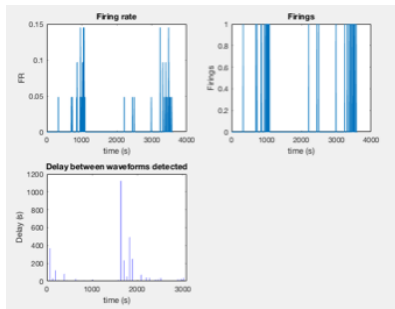 Firing rate
0.15
0.1
0.05
0
FR
0 1000 2000 3000 4000
time (s)
Firings
1
0.8
0.6
0.4
0.2
0
Firings
0 1000 2000 3000 4000
time (s)
Delay between waveforms detected
1200
1000
800
600
400
200
0
Delay (s)
0 1000 2000 3000
time (s)